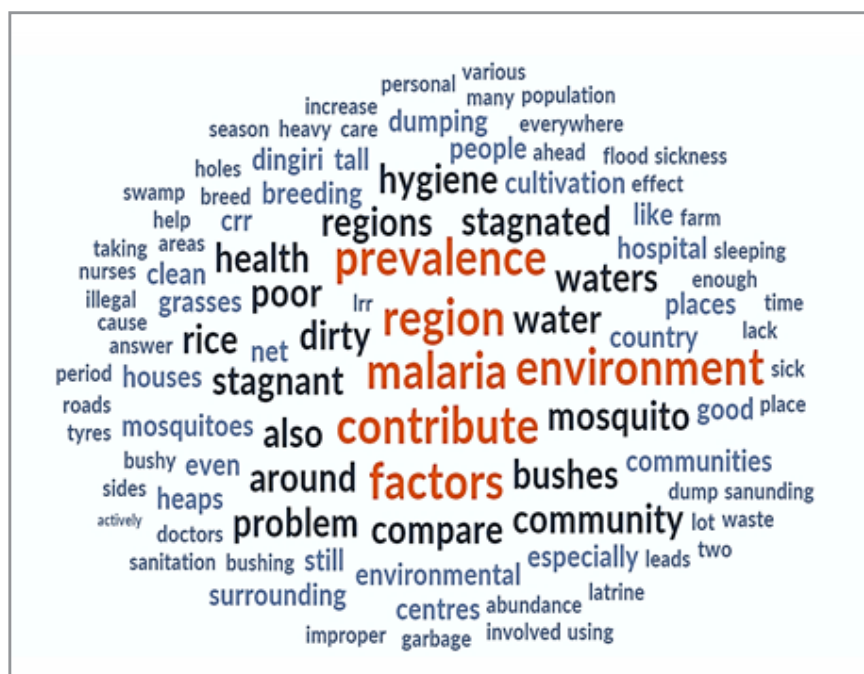 various
personal
many population
increase
season heavy care dumping everywhere
people ahead flood sickness
holes dingiri tall
hygiene cultivation effect
swamp breed breeding
help crr regions stagnated like farm
taking areas health prevalence hospital sleeping
nurses clean waters enough
illegal grasses poor lrr region water places time
cause
answer rice net dirty country lack
period houses stagnant malaria environment sick
roads
tyres mosquitoes also contribute mosquito good place
bushy even around factors bushes communities
sides heaps dump sanunding
actively doctors problem compare community lot waste
sanitation bushing still environmental especially leads two
surrounding centres abundance latrine
improper garbage involved using